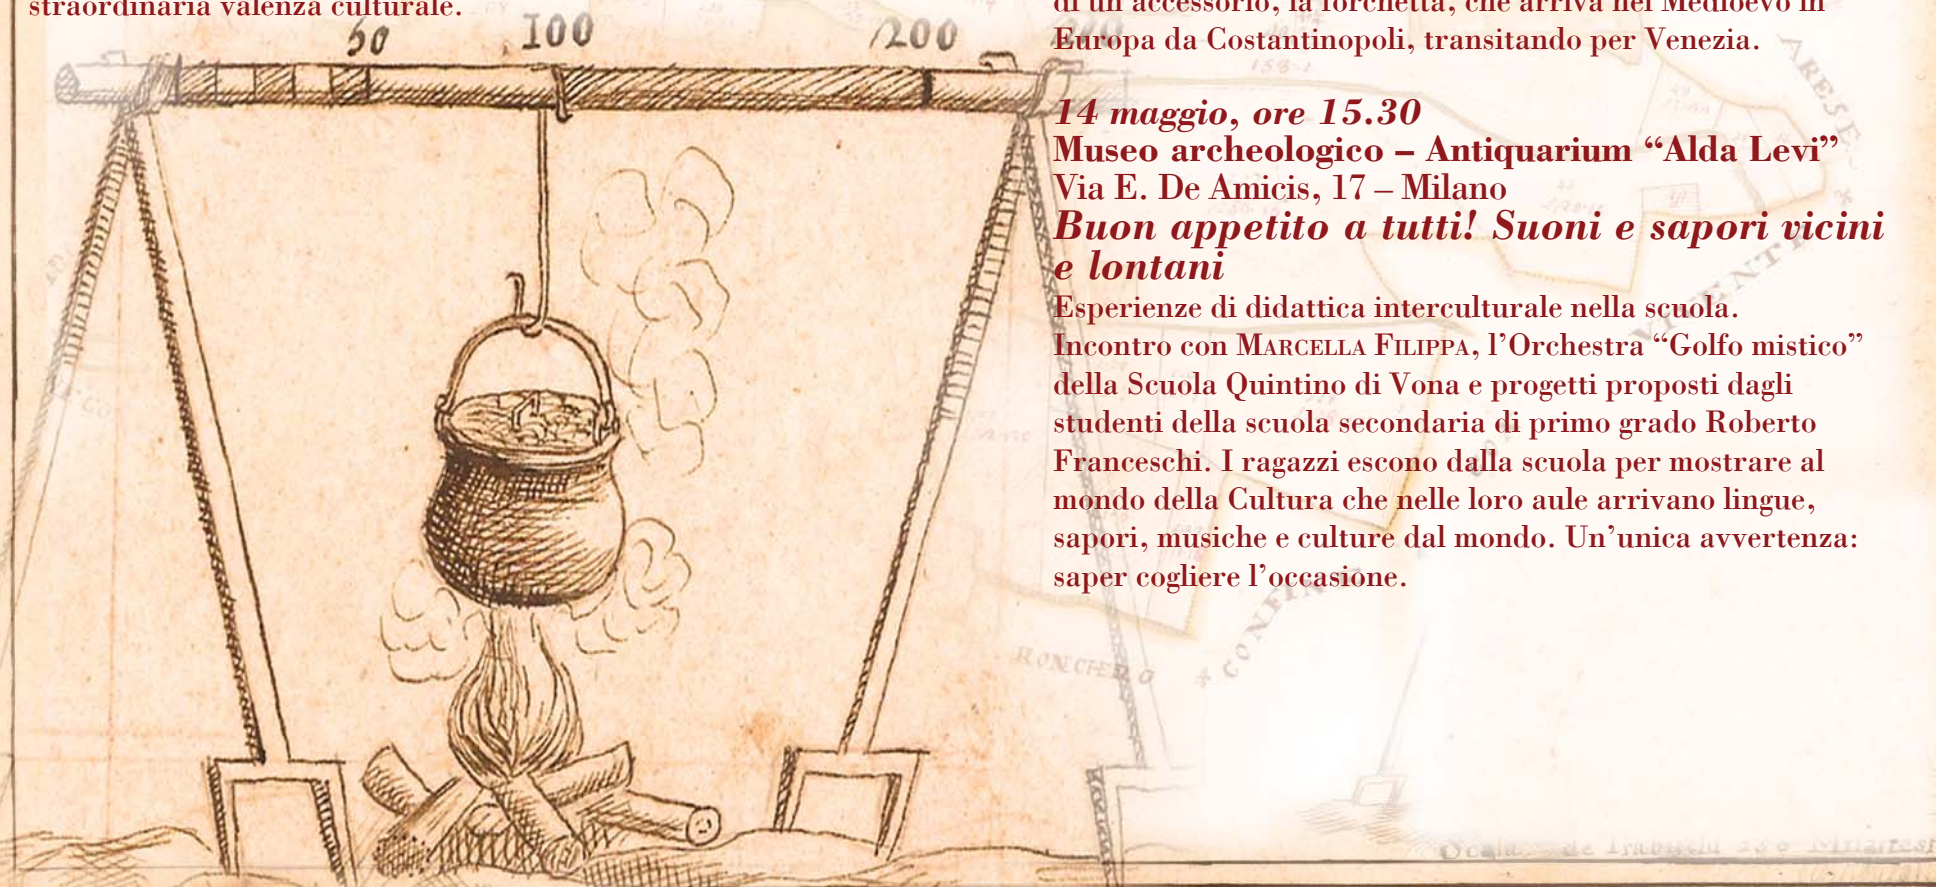 straordinaria valenza culturale.
50 100 200
di un accessorio, la forchetta, che arriva nel Medioevo in
Europa da Costantinopoli, transitando per Venezia.
14 maggio, ore 15.30
Museo archeologico – Antiquarium “Alda Levi”
Via E. De Amicis, 17 – Milano
Buon appetito a tutti! Suoni e sapori vicini
e lontani
Esperienze di didattica interculturale nella scuola.
Incontro con MARCELLA FILIPPA, l’Orchestra “Golfo mistico”
della Scuola Quintino di Vona e progetti proposti dagli
studenti della scuola secondaria di primo grado Roberto
Franceschi. I ragazzi escono dalla scuola per mostrare al
mondo della Cultura che nelle loro aule arrivano lingue,
sapori, musiche e culture dal mondo. Un’unica avvertenza:
saper cogliere l’occasione.
ARESE
CONFINE